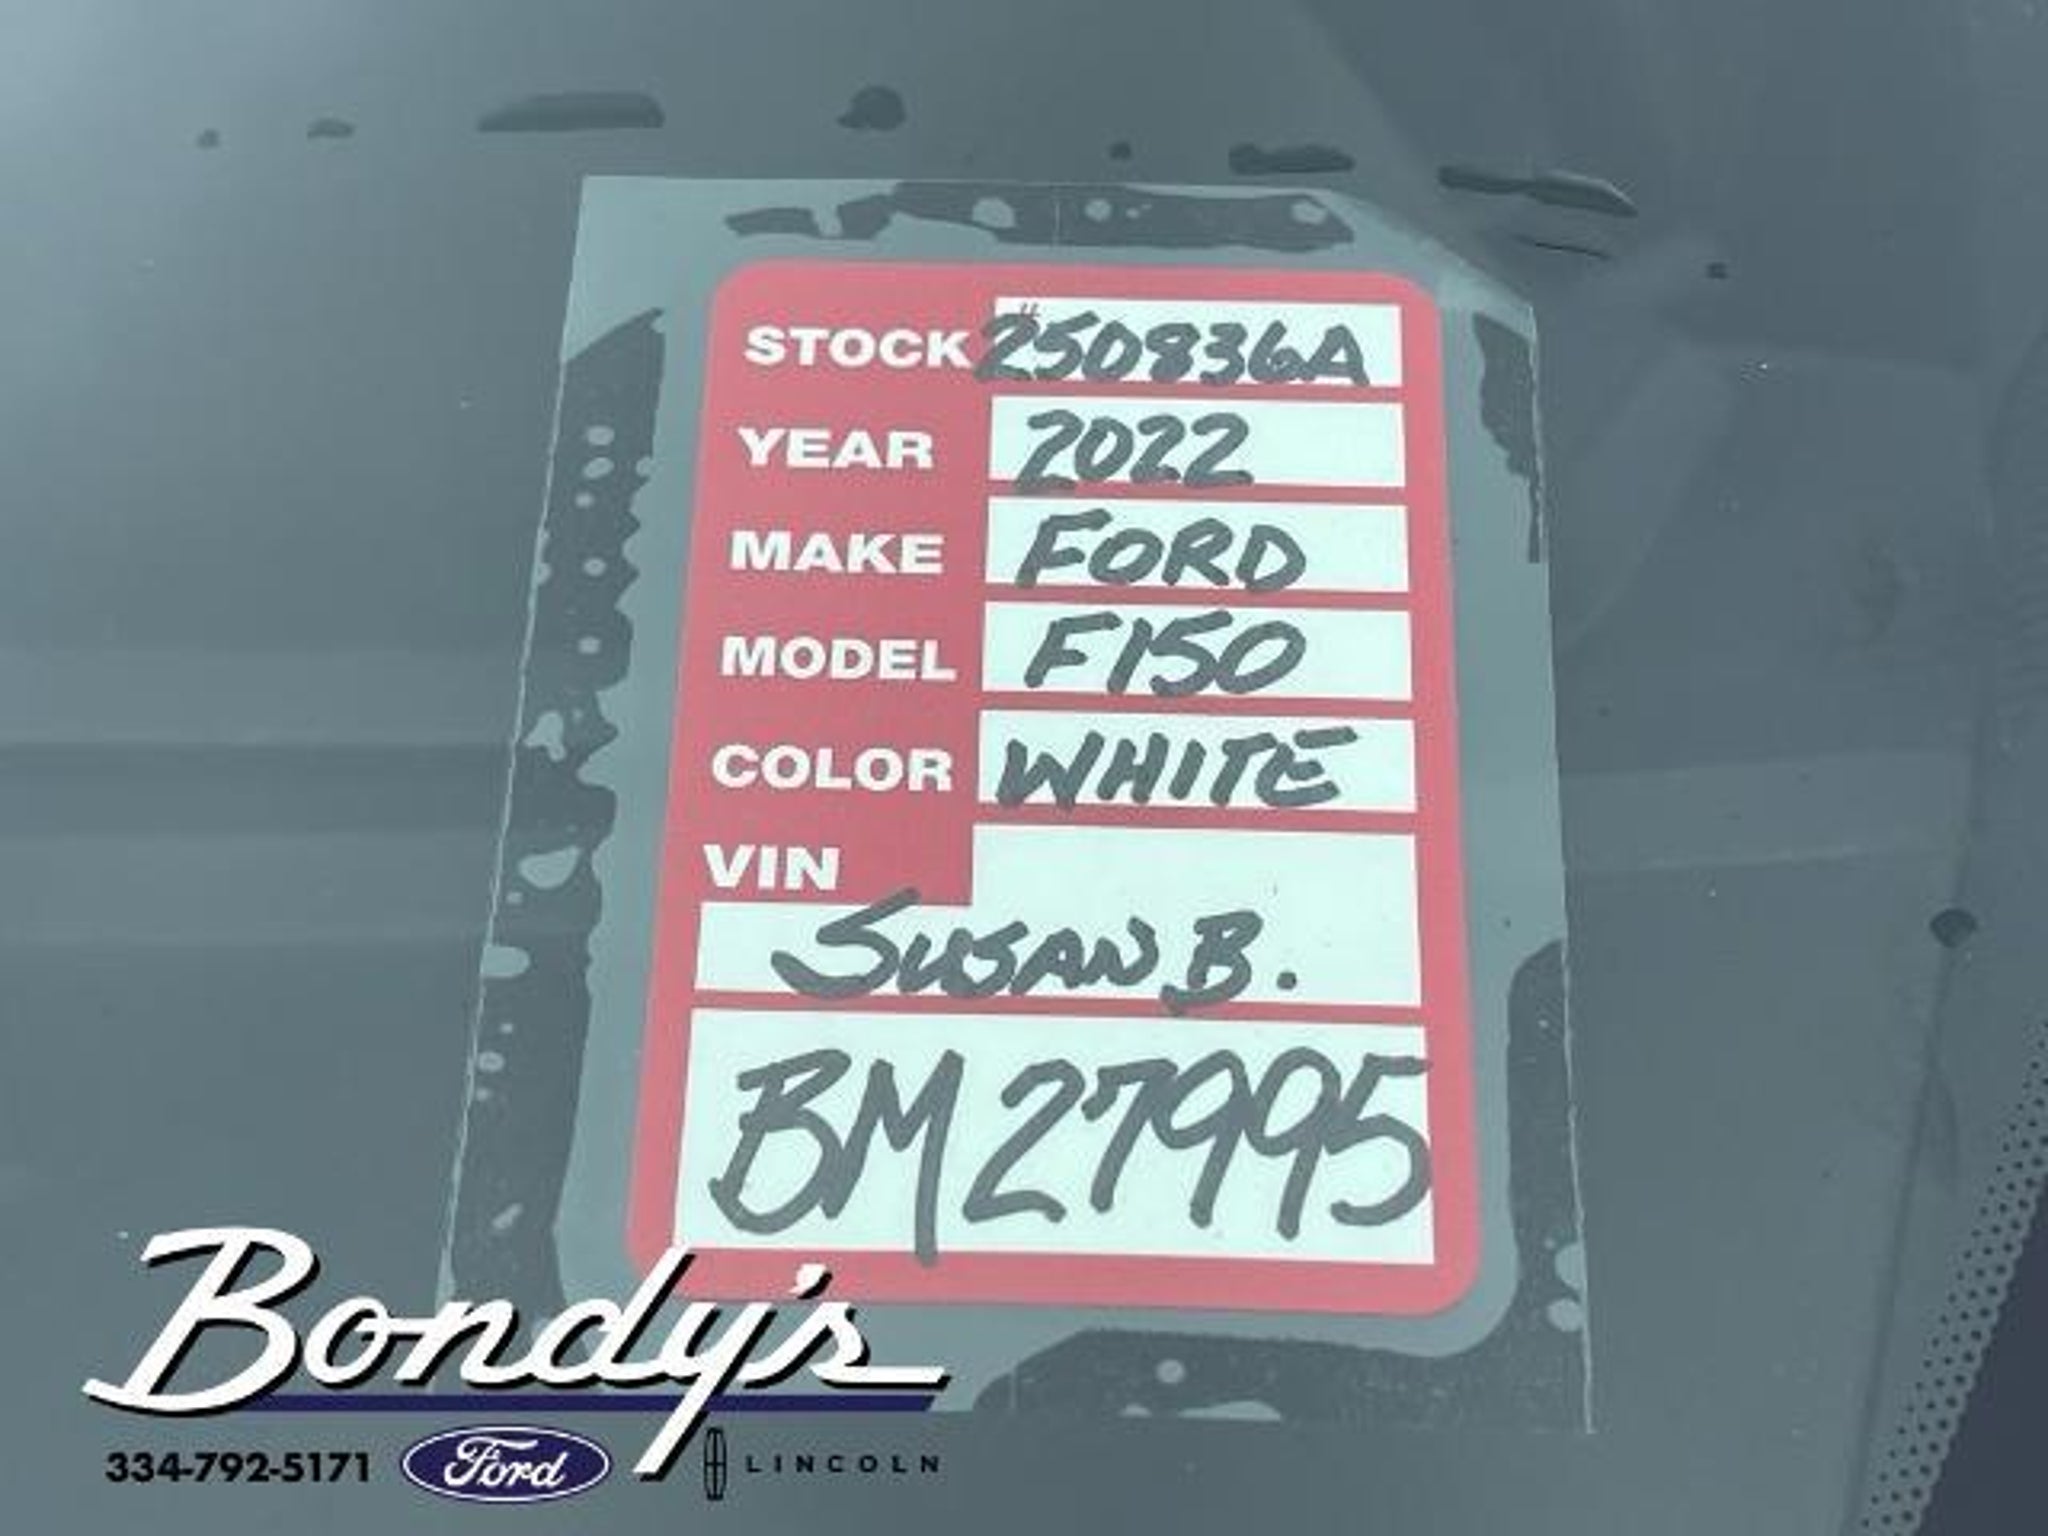 STOCK 250836A
YEAR 2022
MAKE FORD
MODEL F150
COLOR WHITE
VIN
SUSAN B.
BM 27995
Bondy's
334-792-5171 Ford LINCOLN